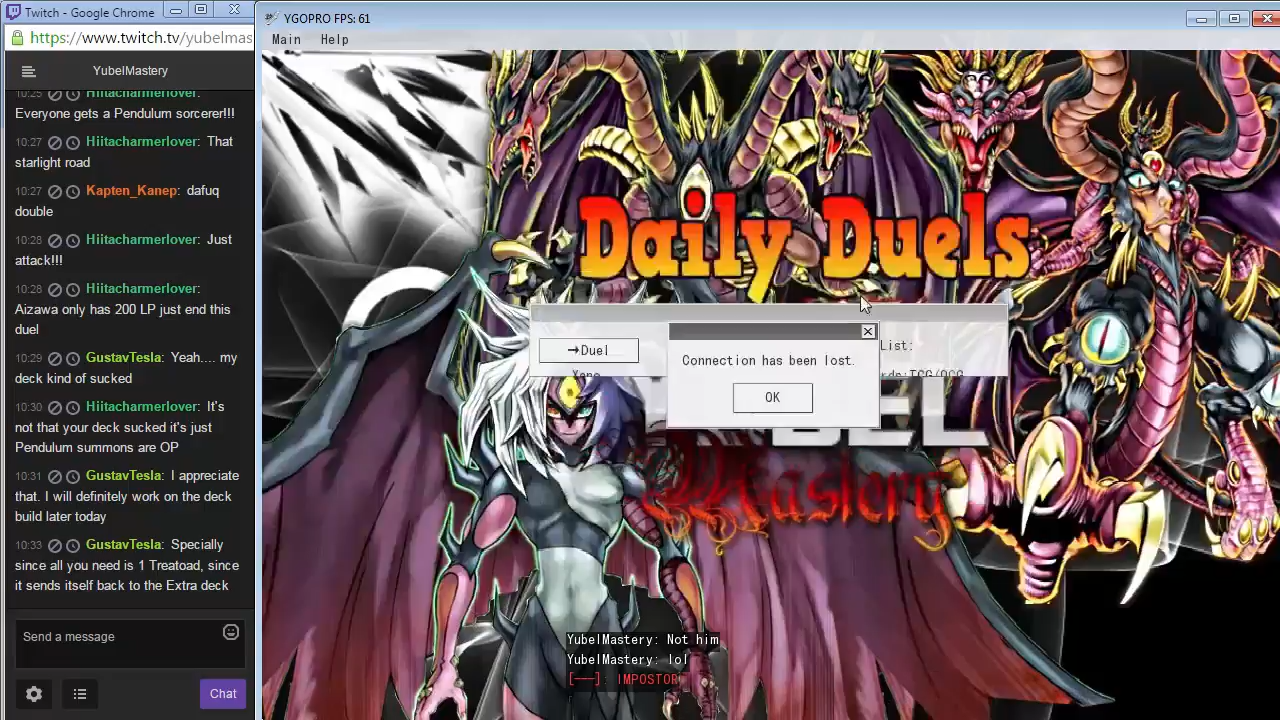 Twitch - Google Chrome
https://www.twitch.tv/yubelmas
YubelMastery
10:25 Hiitacharmerlover:
Everyone gets a Pendulum sorcerer!!!
10:27 Hiitacharmerlover: That
starlight road
10:27 Kapten_Kanep: dafuq
double
10:28 Hiitacharmerlover: Just
attack!!!
10:28 Hiitacharmerlover:
Aizawa only has 200 LP just end this
duel
10:29 GustavTesla: Yeah.... my
deck kind of sucked
10:30 Hiitacharmerlover: It's
not that your deck sucked it's just
Pendulum summons are OP
10:31 GustavTesla: I appreciate
that. I will definitely work on the deck
build later today
10:33 GustavTesla: Specially
since all you need is 1 Treatoad, since
it sends itself back to the Extra deck
Send a message
Chat
YGOPRO FPS: 61
Main Help
Daily Duels
→Duel
List:
Connection has been lost.
OK
Mastery
YubelMastery: Not him
YubelMastery: lol
[---] IMPOSTOR